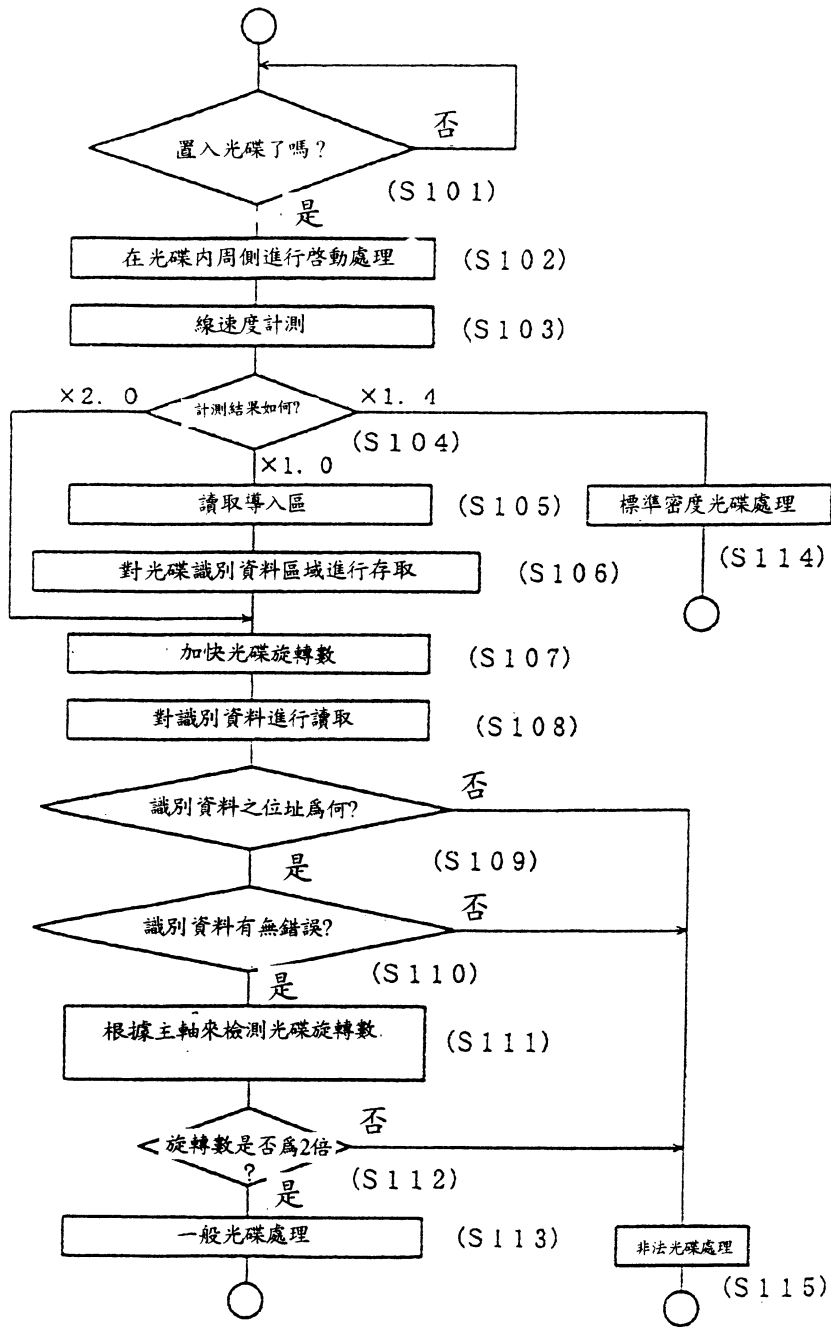 置入光碟了嗎？
否
(S101)
是
在光碟內周側進行啓動處理
(S102)
線速度計測
(S103)
×2. 0
計測結果如何?
×1. 4
(S104)
×1. 0
讀取導入區
(S105)
標準密度光碟處理
(S114)
對光碟識別資料區域進行存取
(S106)
加快光碟旋轉數
(S107)
對識別資料進行讀取
(S108)
識別資料之位址爲何?
否
(S109)
是
識別資料有無錯誤?
否
(S110)
是
根據主軸來檢測光碟旋轉數
(S111)
旋轉數是否爲2倍
?
否
(S112)
是
一般光碟處理
(S113)
非法光碟處理
(S115)